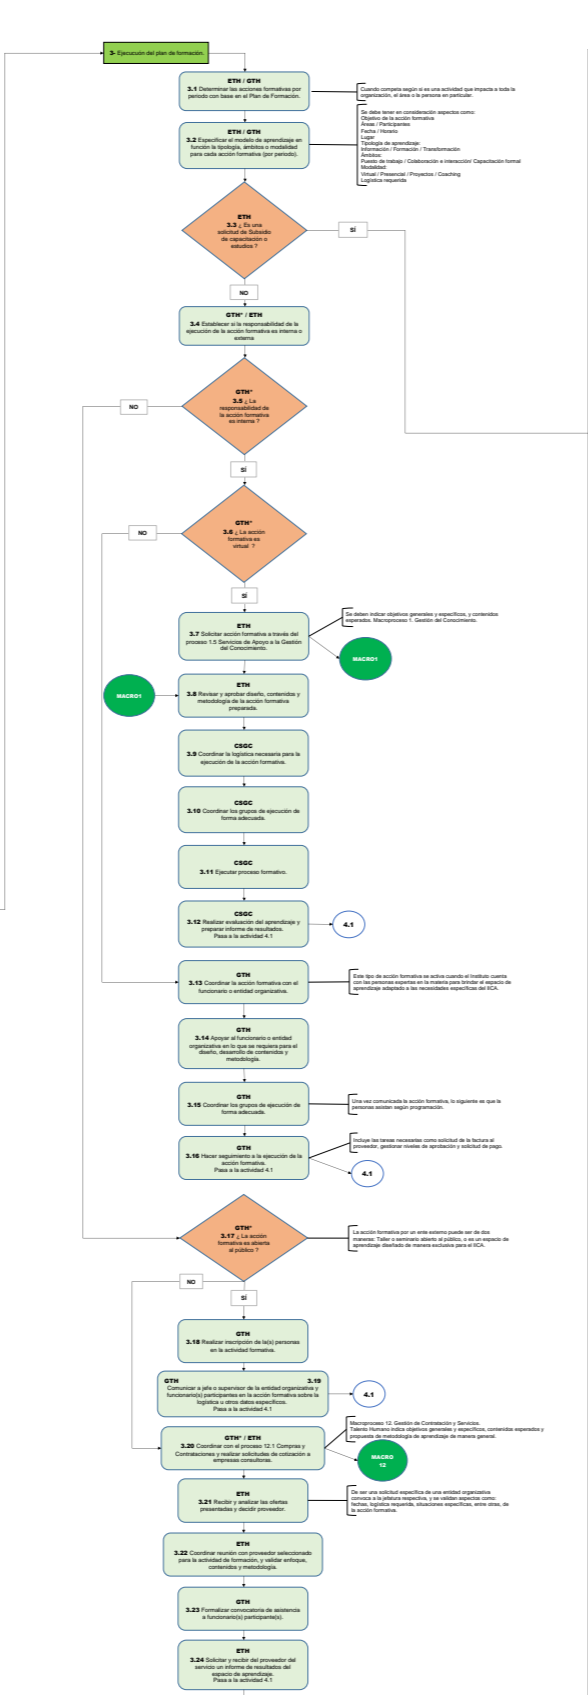 3- Ejecucuión del plan de formación.
ETH / GTH
3.1 Determinar las acciones formativas por
periodo con base en el Plan de Formación.
Cuando competa según si es una actividad que impacta a toda la
organización, el área o la persona en particular.
ETH / GTH
3.2 Especificar el modelo de aprendizaje en
función la tipología, ámbitos o modalidad
para cada acción formativa (por periodo).
Se deba tener en consideración aspectos como:
Objetivo de la acción formativa
Áreas / Participantes
Fecha / Horario
Lugar
Tipología de aprendizaje:
Información / Formación / Transformación
Ámbitos:
Puesto de trabajo / Colaboración e interacción/ Capacitación formal
Modalidad:
Virtual / Presencial / Proyectos / Coaching
Logística requerida
ETH
3.3 ¿ Es una
solicitud de Subsidio
de capacitación o
estudios ?
SÍ
NO
GTH* / ETH
3.4 Establecer si la responsabilidad de la
ejecución de la acción formativa es interna o
externa
GTH*
3.5 ¿ La
responsabilidad de
la acción formativa
es interna ?
NO
SÍ
GTH*
3.6 ¿ La acción
formativa es
virtual ?
NO
SÍ
ETH
3.7 Solicitar acción formativa a través del
proceso 1.5 Servicios de Apoyo a la Gestión
del Conocimiento.
Se deben indicar objetivos generales y específicos, y contenidos
esperados. Macroproceso 1. Gestión del Conocimiento.
MACRO1
MACRO1
ETH
3.8 Revisar y aprobar diseño, contenidos y
metodología de la acción formativa
preparada.
CSGC
3.9 Coordinar la logística necesaria para la
ejecución de la acción formativa.
CSGC
3.10 Coordinar los grupos de ejecución de
forma adecuada.
CSGC
3.11 Ejecutar proceso formativo.
CSGC
3.12 Realizar evaluación del aprendizaje y
preparar informe de resultados.
Pasa a la actividad 4.1
4.1
GTH
3.13 Coordinar la acción formativa con el
funcionario o entidad organizativa.
Este tipo de acción formativa se activa cuando el Instituto cuenta
con las personas expertas en la materia para brindar el espacio de
aprendizaje adaptado a las necesidades específicas del IICA.
GTH
3.14 Apoyar al funcionario o entidad
organizativa en lo que se requiera para el
diseño, desarrollo de contenidos y
metodología.
GTH
3.15 Coordinar los grupos de ejecución de
forma adecuada.
Una vez comunicada la acción formativa, lo siguiente es que la
personas asistan según programación.
GTH
3.16 Hacer seguimiento a la ejecución de la
acción formativa.
Pasa a la actividad 4.1
Incluye las tareas necesarias como solicitud de la factura al
proveedor, gestionar niveles de aprobación y solicitud de pago.
4.1
GTH*
3.17 ¿ La acción
formativa es abierta
al público ?
La acción formativa por un ente externo puede ser de dos
maneras: Taller o seminario abierto al público, o es un espacio de
aprendizaje diseñado de manera exclusiva para el IICA.
NO
SÍ
GTH
3.18 Realizar inscripción de la(s) personas
en la actividad formativa.
GTH 3.19
Comunicar a jefe o supervisor de la entidad organizativa y
funcionario(s) participantes en la acción formativa sobre la
logística u otros datos específicos.
Pasa a la actividad 4.1
4.1
GTH* / ETH
3.20 Coordinar con el proceso 12.1 Compras y
Contrataciones y realizar solicitudes de cotización a
empresas consultoras.
Macroproceso 12. Gestión de Contratación y Servicios.
Talento Humano indica objetivos generales y específicos, contenidos esperados y
propuesta de metodología de aprendizaje de manera general.
MACRO
12
ETH
3.21 Recibir y analizar las ofertas
presentadas y decidir proveedor.
De ser una solicitud específica de una entidad organizativa
convoca a la jefatura respectiva, y se validan aspectos como:
fechas, logística requerida, situaciones específicas, entre otras, de
la acción formativa.
ETH
3.22 Coordinar reunión con proveedor seleccionado
para la actividad de formación, y validar enfoque,
contenidos y metodología.
GTH
3.23 Formalizar convocatoria de asistencia
a funcionario(s) participante(s).
ETH
3.24 Solicitar y recibir del proveedor del
servicio un informe de resultados del
espacio de aprendizaje.
Pasa a la actividad 4.1